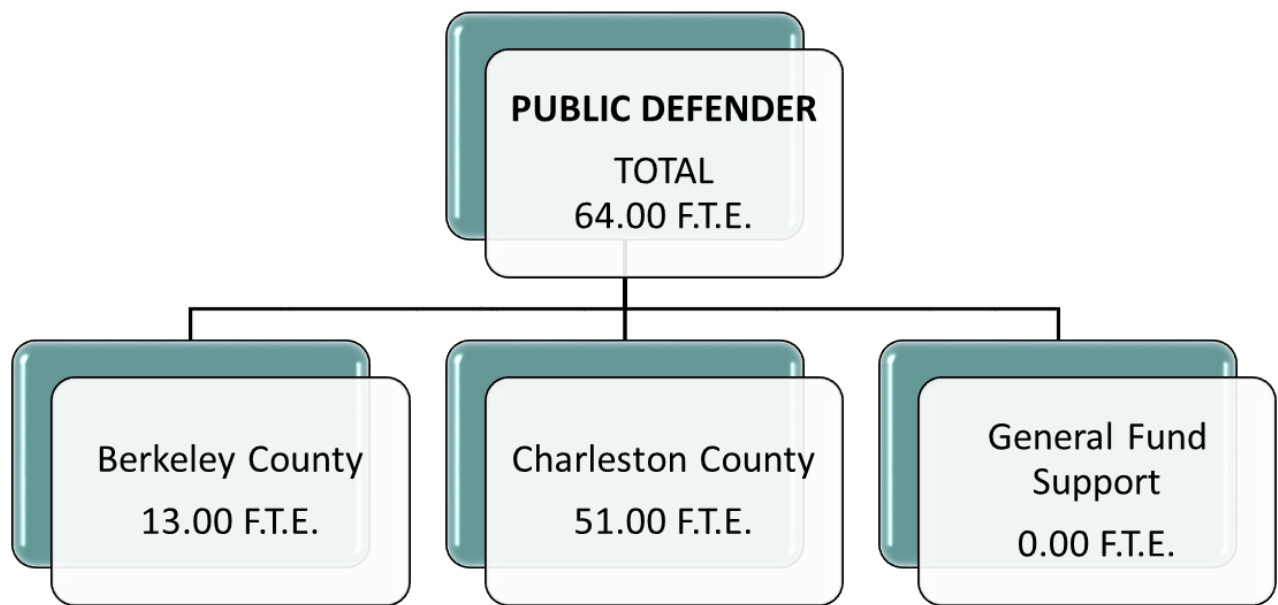 PUBLIC DEFENDER
TOTAL
64.00 F.T.E.
Berkeley County
13.00 F.T.E.
Charleston County
51.00 F.T.E.
General Fund
Support
0.00 F.T.E.